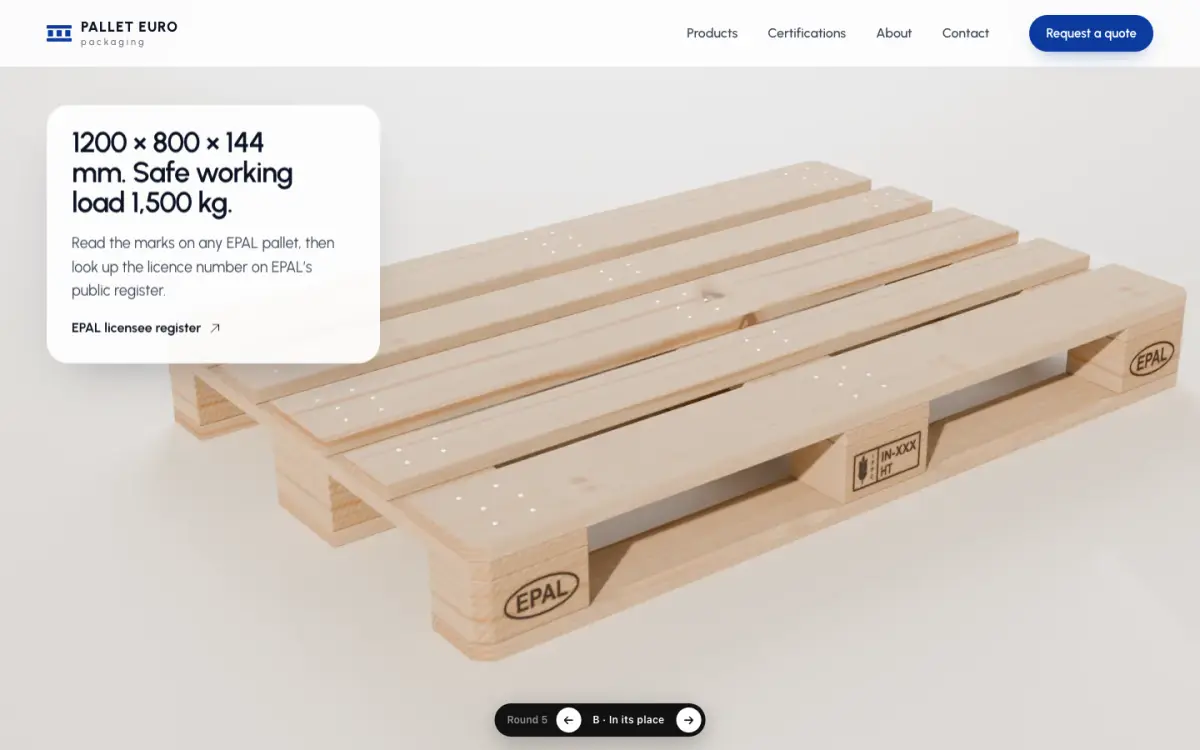 PALLET EURO
packaging
Products
Certifications
About
Contact
Request a quote
1200 × 800 × 144
mm. Safe working
load 1,500 kg.
Read the marks on any EPAL pallet, then
look up the licence number on EPAL’s
public register.
EPAL licensee register
EPAL
IN-XXX
HT
EPAL
Round 5
B · In its place